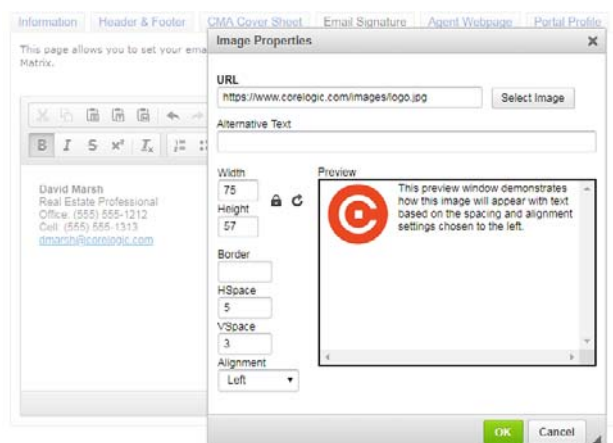 Information Header & Footer CMA Cover Sheet Email Signature Agent Webpage Portal Profile
This page allows you to set your ema
Matrix.
B I S x² Ix
David Marsh
Real Estate Professional
Office: (555) 555-1212
Cell: (555) 555-1313
dmarsh@corelogic.com
Image Properties
URL
https://www.corelogic.com/images/logo.jpg
Select Image
Alternative Text
Width
75
Height
57
Border
HSpace
5
VSpace
3
Alignment
Left
Preview
This preview window demonstrates
how this image will appear with text
based on the spacing and alignment
settings chosen to the left.
OK Cancel